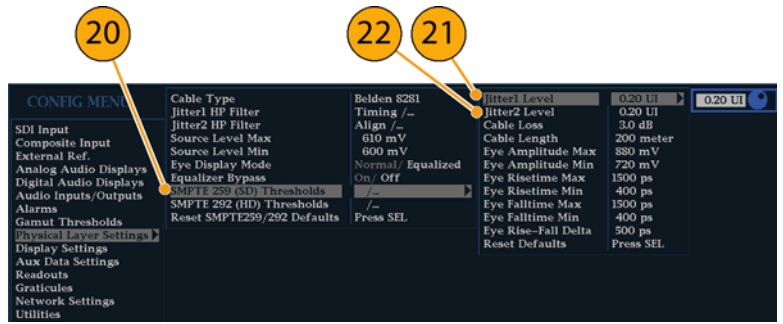 20
22
21
CONFIG MENU
SDI Input
Composite Input
External Ref.
Analog Audio Displays
Digital Audio Displays
Audio Inputs/Outputs
Alarms
Gamut Thresholds
Physical Layer Settings
Display Settings
Aux Data Settings
Readouts
Graticules
Network Settings
Utilities
Cable Type Belden 8281
Jitter1 HP Filter Timing /...
Jitter2 HP Filter Align /...
Source Level Max 610 mV
Source Level Min 600 mV
Eye Display Mode Normal/ Equalized
Equalizer Bypass On/ Off
SMPTE 259 (SD) Thresholds /...
SMPTE 292 (HD) Thresholds /...
Reset SMPTE259/292 Defaults Press SEL
Jitter1 Level 0.20 UI
Jitter2 Level 0.20 UI
Cable Loss 3.0 dB
Cable Length 200 meter
Eye Amplitude Max 880 mV
Eye Amplitude Min 720 mV
Eye Risetime Max 1500 ps
Eye Risetime Min 400 ps
Eye Falltime Max 1500 ps
Eye Falltime Min 400 ps
Eye Rise-Fall Delta 500 ps
Reset Defaults Press SEL
0.20 UI